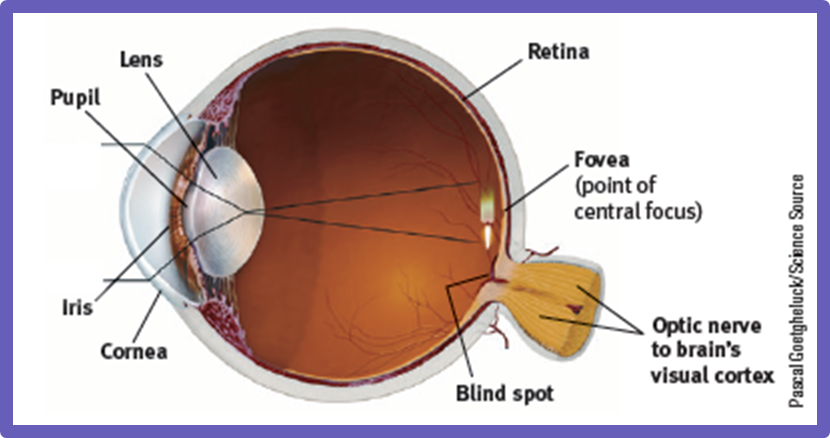 Lens
Pupil
Retina
Fovea
(point of
central focus)
Iris
Cornea
Blind spot
Optic nerve
to brain's
visual cortex
Pascal Goetgheluck/Science Source